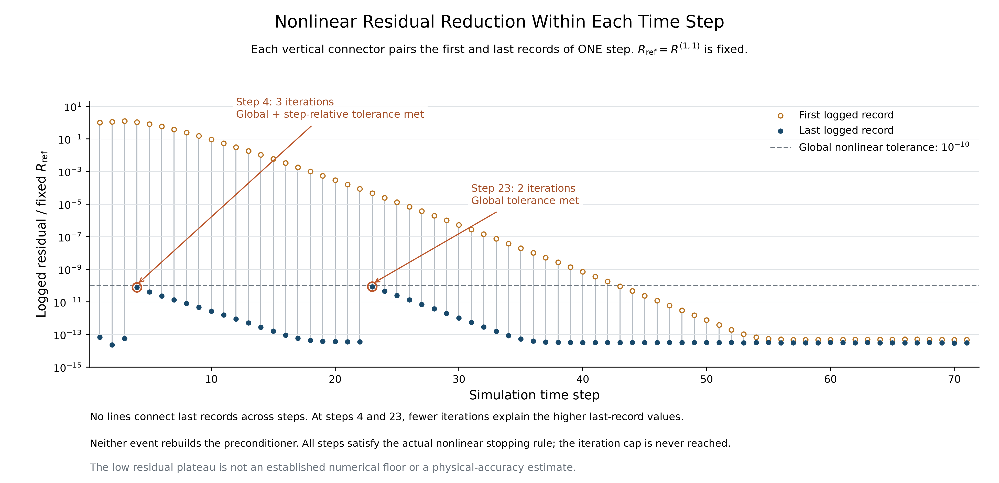 Nonlinear Residual Reduction Within Each Time Step
Each vertical connector pairs the first and last records of ONE step. R_ref = R^(1,1) is fixed.
Step 4: 3 iterations
Global + step-relative tolerance met
First logged record
Last logged record
Global nonlinear tolerance: 10^−10
Step 23: 2 iterations
Global tolerance met
Logged residual / fixed R_ref
10^1
10^−1
10^−3
10^−5
10^−7
10^−9
10^−11
10^−13
10^−15
10 20 30 40 50 60 70
Simulation time step
No lines connect last records across steps. At steps 4 and 23, fewer iterations explain the higher last-record values.
Neither event rebuilds the preconditioner. All steps satisfy the actual nonlinear stopping rule; the iteration cap is never reached.
The low residual plateau is not an established numerical floor or a physical-accuracy estimate.